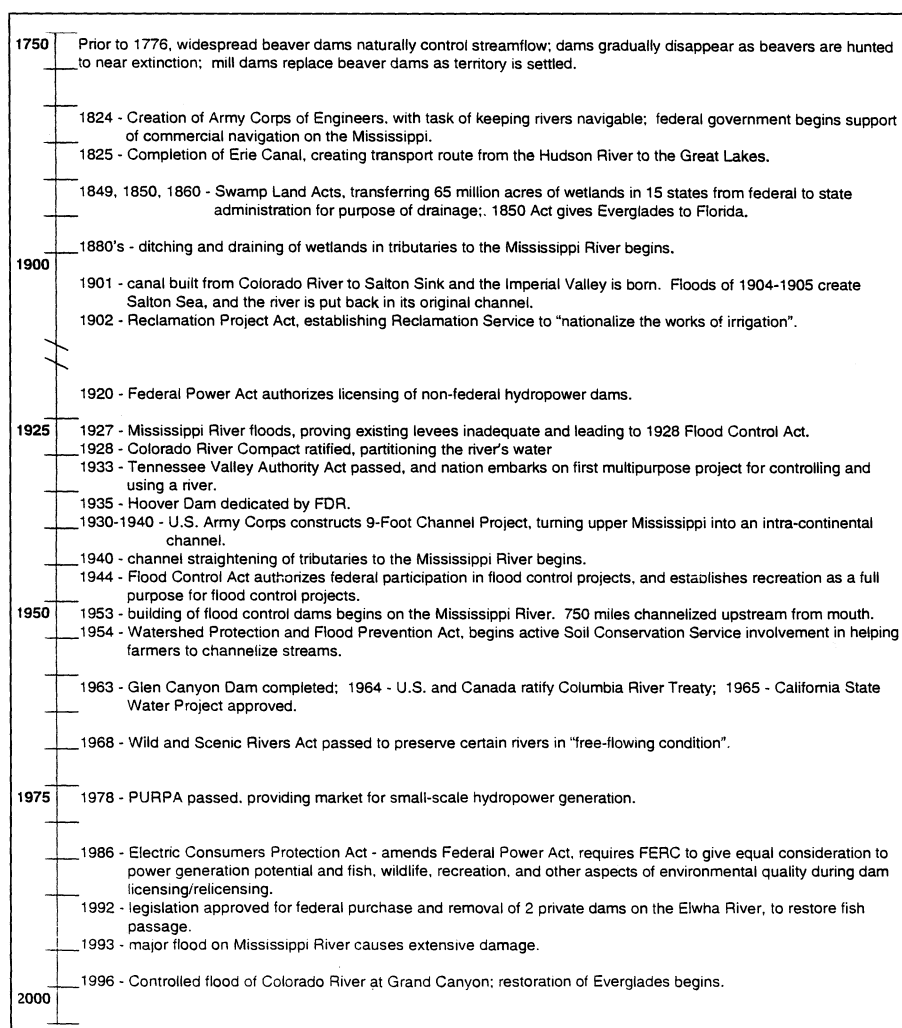 1750 Prior to 1776, widespread beaver dams naturally control streamflow; dams gradually disappear as beavers are hunted
to near extinction; mill dams replace beaver dams as territory is settled.
1824 - Creation of Army Corps of Engineers, with task of keeping rivers navigable; federal government begins support
of commercial navigation on the Mississippi.
1825 - Completion of Erie Canal, creating transport route from the Hudson River to the Great Lakes.
1849, 1850, 1860 - Swamp Land Acts, transferring 65 million acres of wetlands in 15 states from federal to state
administration for purpose of drainage;. 1850 Act gives Everglades to Florida.
1880's - ditching and draining of wetlands in tributaries to the Mississippi River begins.
1900
1901 - canal built from Colorado River to Salton Sink and the Imperial Valley is born. Floods of 1904-1905 create
Salton Sea, and the river is put back in its original channel.
1902 - Reclamation Project Act, establishing Reclamation Service to "nationalize the works of irrigation".
1920 - Federal Power Act authorizes licensing of non-federal hydropower dams.
1925 1927 - Mississippi River floods, proving existing levees inadequate and leading to 1928 Flood Control Act.
1928 - Colorado River Compact ratified, partitioning the river's water
1933 - Tennessee Valley Authority Act passed, and nation embarks on first multipurpose project for controlling and
using a river.
1935 - Hoover Dam dedicated by FDR.
1930-1940 - U.S. Army Corps constructs 9-Foot Channel Project, turning upper Mississippi into an intra-continental
channel.
1940 - channel straightening of tributaries to the Mississippi River begins.
1944 - Flood Control Act authorizes federal participation in flood control projects, and establishes recreation as a full
purpose for flood control projects.
1950 1953 - building of flood control dams begins on the Mississippi River. 750 miles channelized upstream from mouth.
1954 - Watershed Protection and Flood Prevention Act, begins active Soil Conservation Service involvement in helping
farmers to channelize streams.
1963 - Glen Canyon Dam completed; 1964 - U.S. and Canada ratify Columbia River Treaty; 1965 - California State
Water Project approved.
1968 - Wild and Scenic Rivers Act passed to preserve certain rivers in "free-flowing condition".
1975 1978 - PURPA passed, providing market for small-scale hydropower generation.
1986 - Electric Consumers Protection Act - amends Federal Power Act, requires FERC to give equal consideration to
power generation potential and fish, wildlife, recreation, and other aspects of environmental quality during dam
licensing/relicensing.
1992 - legislation approved for federal purchase and removal of 2 private dams on the Elwha River, to restore fish
passage.
1993 - major flood on Mississippi River causes extensive damage.
1996 - Controlled flood of Colorado River at Grand Canyon; restoration of Everglades begins.
2000